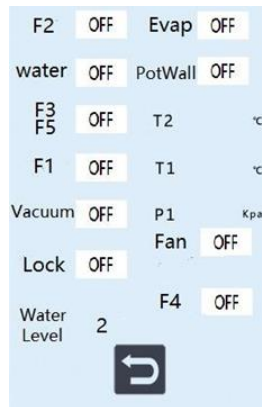 F2 OFF Evap OFF
water OFF PotWall OFF
F3
F5 OFF T2 ℃
F1 OFF T1 ℃
Vacuum OFF P1 Kpa
Fan OFF
Lock OFF
F4 OFF
Water
Level 2